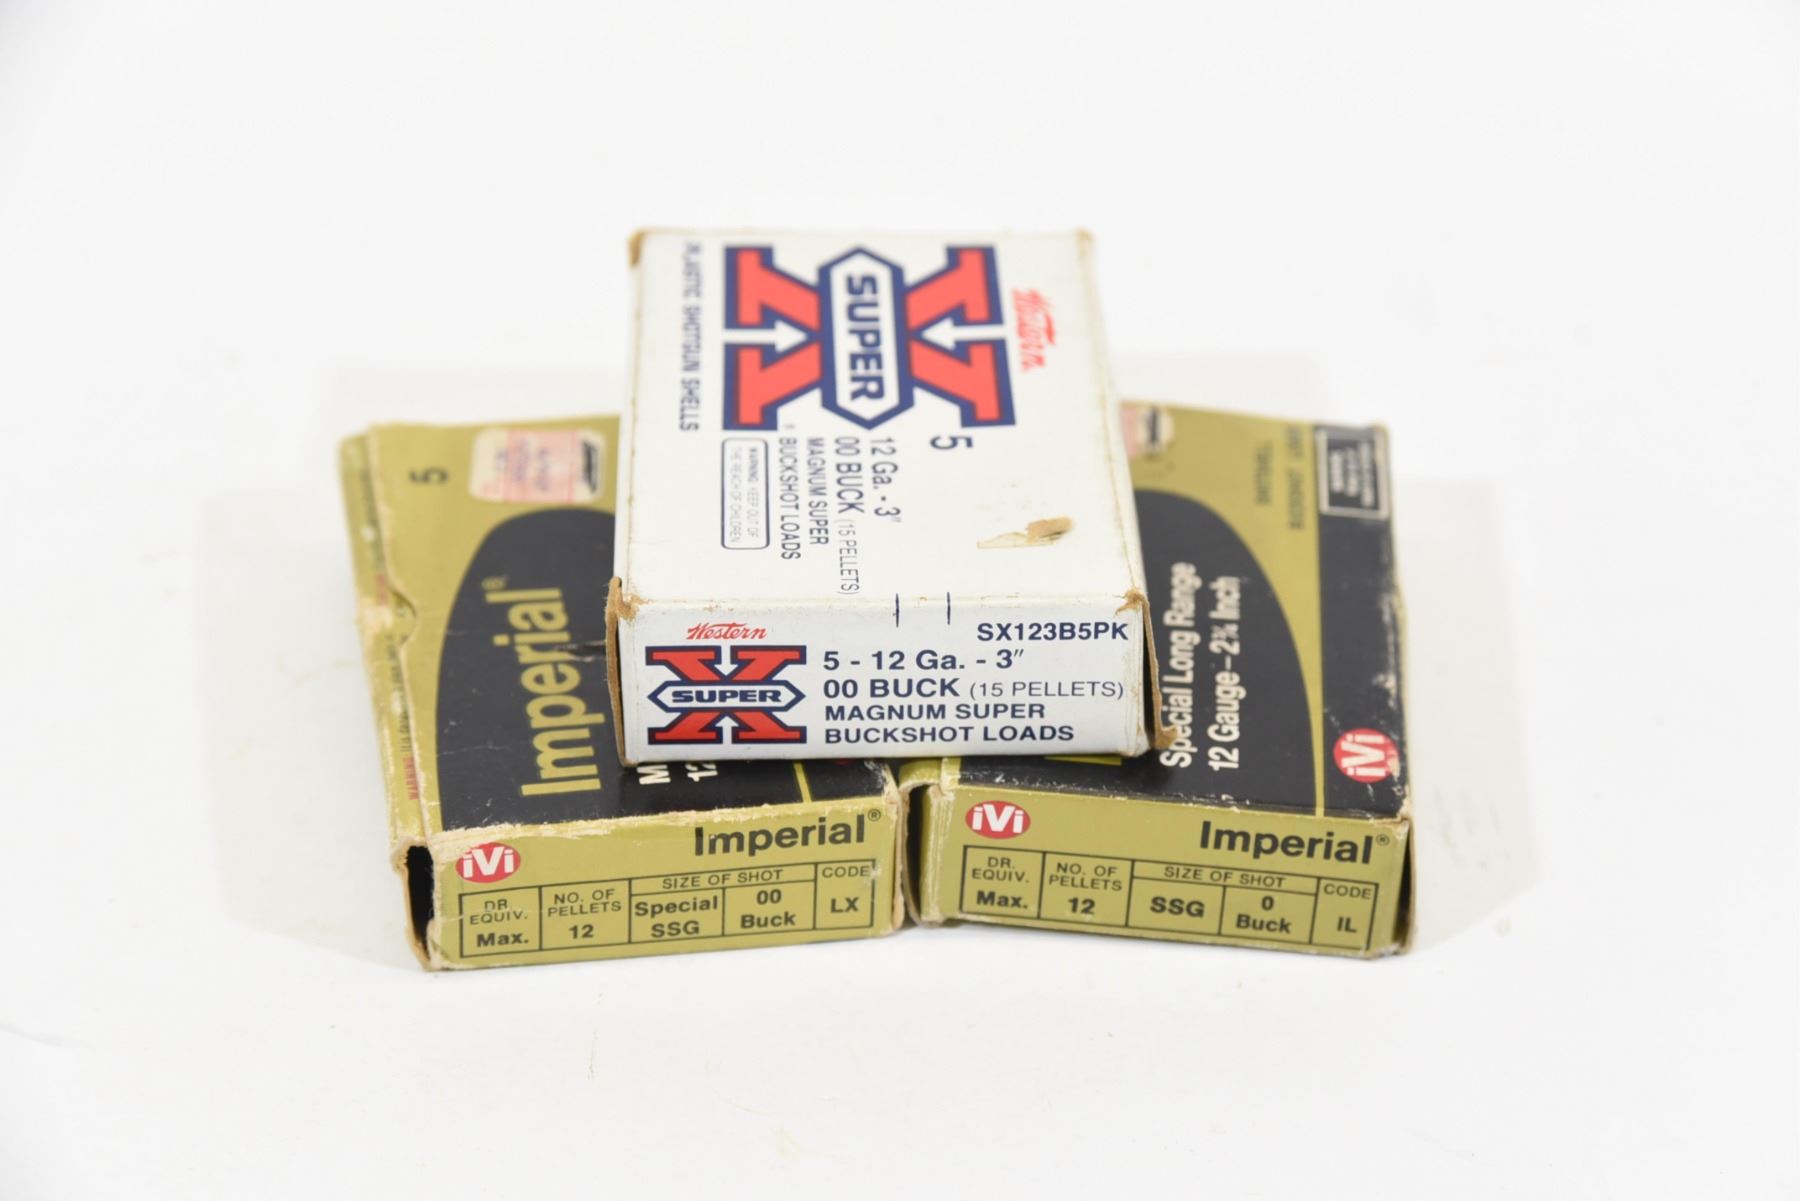 Western
SUPER X
PLASTIC SHOTGUN SHELLS
5
12 Ga. - 3"
00 BUCK (15 PELLETS)
MAGNUM SUPER
BUCKSHOT LOADS
WARNING: KEEP OUT OF
THE REACH OF CHILDREN
Western
SUPER X
SX123B5PK
5 - 12 Ga. - 3"
00 BUCK (15 PELLETS)
MAGNUM SUPER
BUCKSHOT LOADS
5
Imperial®
M
12
WARNING
iVi
Imperial®
DR. EQUIV.
NO. OF PELLETS
SIZE OF SHOT
CODE
Max.
12
Special SSG
00 Buck
LX
Special Long Range
12 Gauge-2¾ Inch
iVi
iVi
Imperial®
DR. EQUIV.
NO. OF PELLETS
SIZE OF SHOT
CODE
Max.
12
SSG
0 Buck
IL